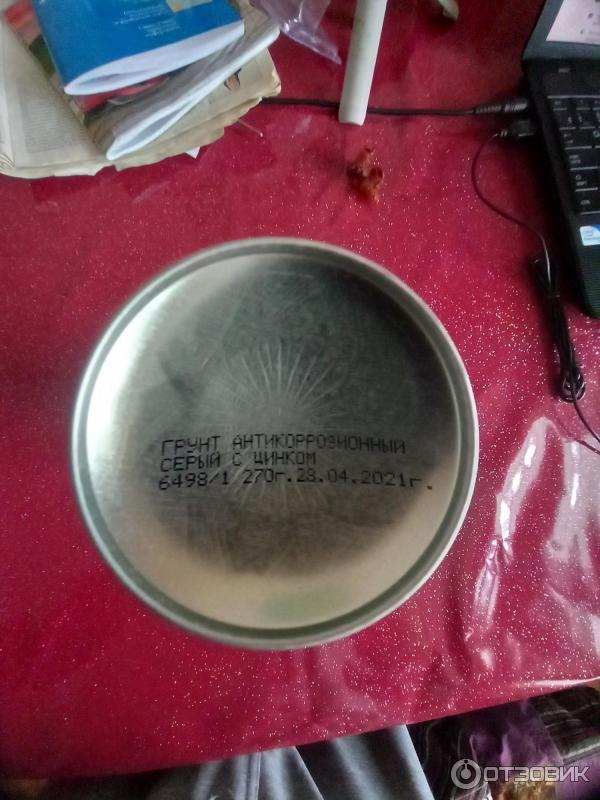 ГРУНТ АНТИКОРРОЗИОННЫЙ
СЕРЫЙ С ЦИНКОМ
6498/1 270г.28.04.2021г.
ОТЗОВИК